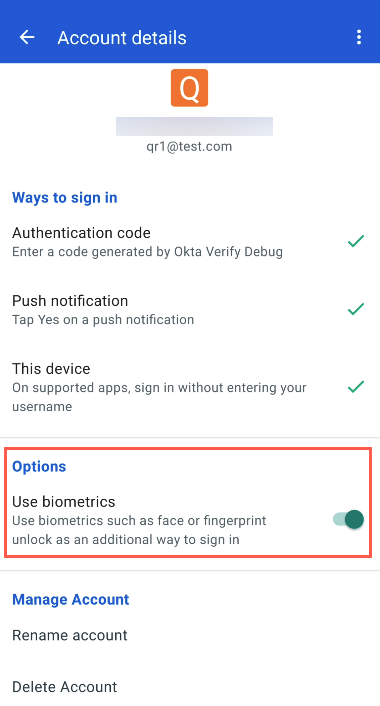 Account details
Q
qr1@test.com
Ways to sign in
Authentication code
Enter a code generated by Okta Verify Debug
Push notification
Tap Yes on a push notification
This device
On supported apps, sign in without entering your
username
Options
Use biometrics
Use biometrics such as face or fingerprint
unlock as an additional way to sign in
Manage Account
Rename account
Delete Account